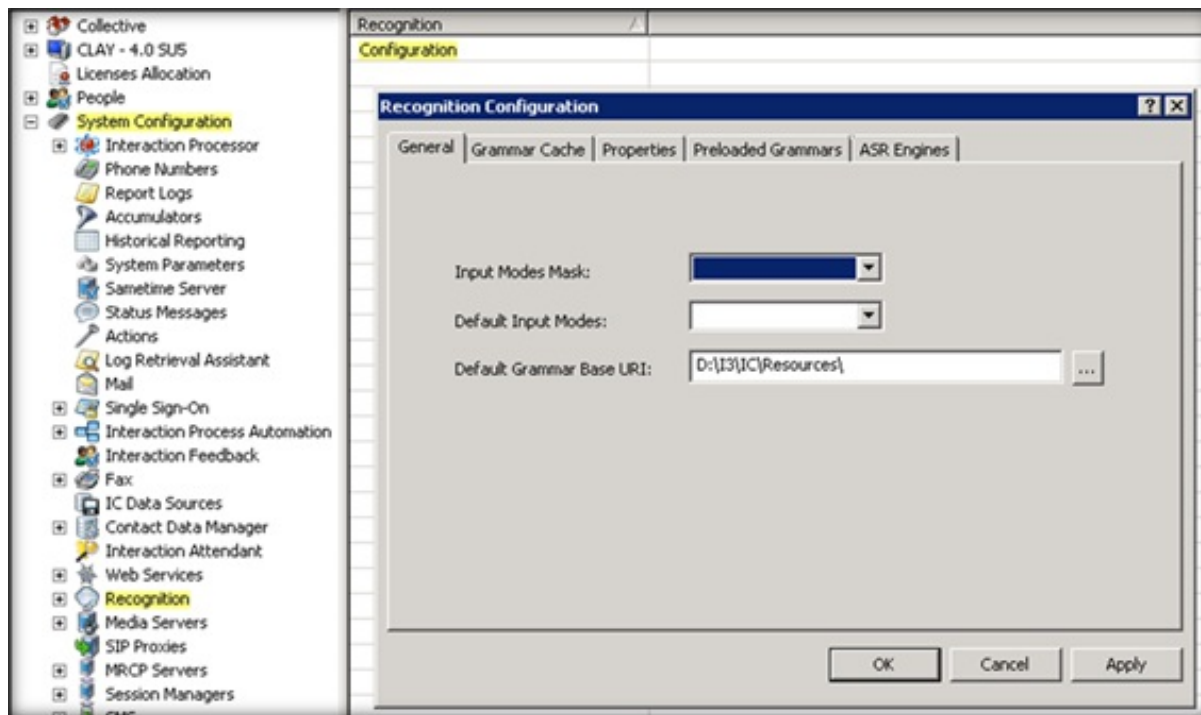 Collective
CLAY - 4.0 SU5
Licenses Allocation
People
System Configuration
Interaction Processor
Phone Numbers
Report Logs
Accumulators
Historical Reporting
System Parameters
Sametime Server
Status Messages
Actions
Log Retrieval Assistant
Mail
Single Sign-On
Interaction Process Automation
Interaction Feedback
Fax
IC Data Sources
Contact Data Manager
Interaction Attendant
Web Services
Recognition
Media Servers
SIP Proxies
MRCP Servers
Session Managers
Recognition
Configuration
Recognition Configuration
General Grammar Cache Properties Preloaded Grammars ASR Engines
Input Modes Mask:
Default Input Modes:
Default Grammar Base URI: D:\I3\IC\Resources\ ...
OK Cancel Apply